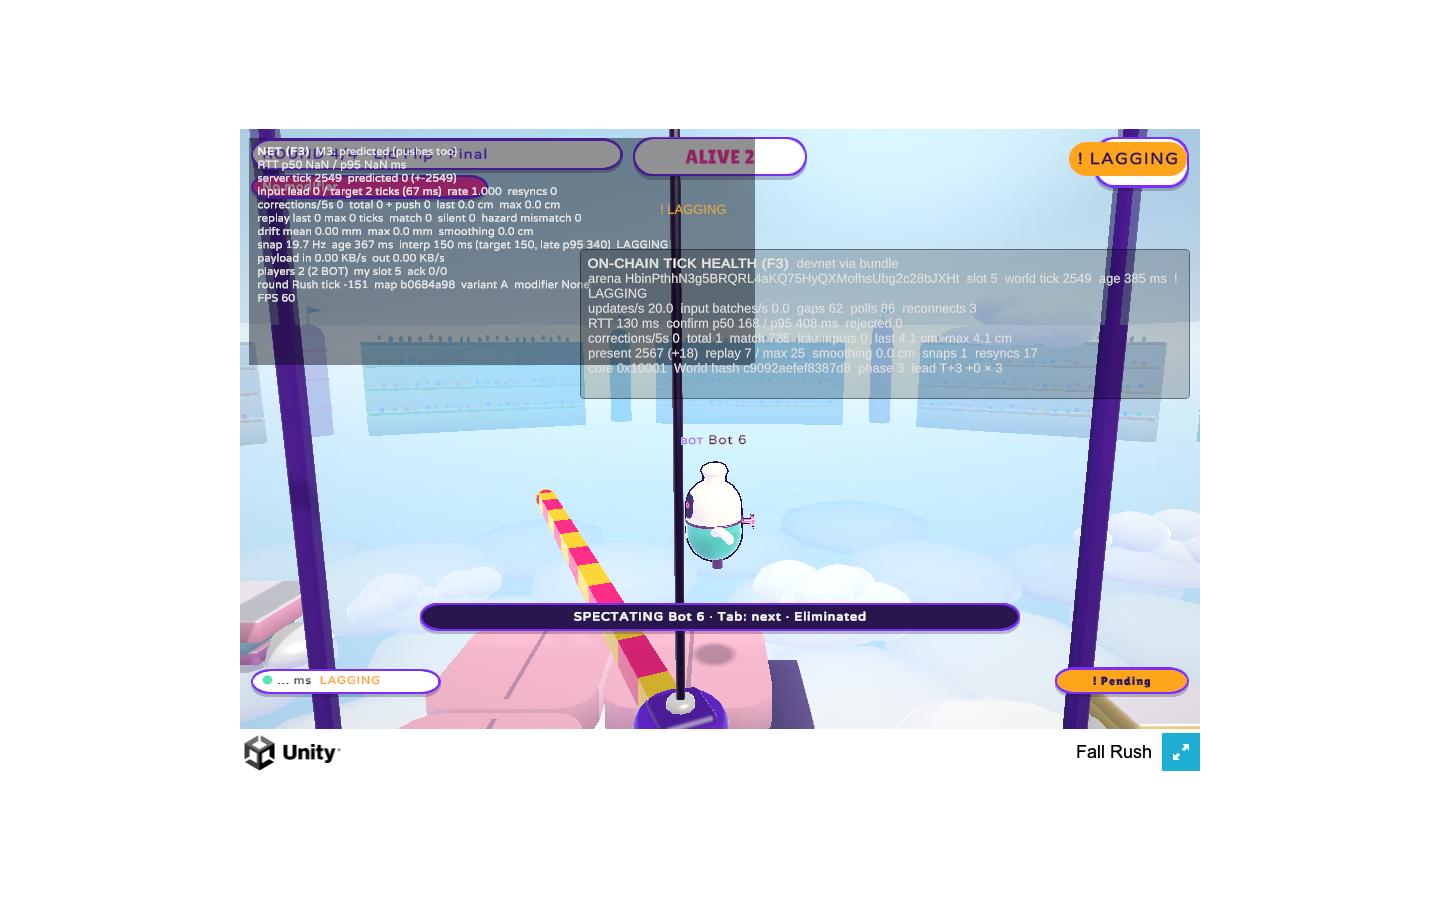 NET (F3) M3: predicted (pushes too)
RTT p50 NaN / p95 NaN ms
server tick 2549 predicted 0 (+-2549)
input lead 0 / target 2 ticks (67 ms) rate 1.000 resyncs 0
corrections/5s 0 total 0 + push 0 last 0.0 cm max 0.0 cm
replay last 0 max 0 ticks match 0 silent 0 hazard mismatch 0
drift mean 0.00 mm max 0.0 mm smoothing 0.0 cm
snap 19.7 Hz age 367 ms interp 150 ms (target 150, late p95 340) LAGGING
payload in 0.00 KB/s out 0.00 KB/s
players 2 (2 BOT) my slot 5 ack 0/0
round Rush tick -151 map b0684a98 variant A modifier None
FPS 60
Final
No modifier
ALIVE 2
! LAGGING
! LAGGING
ON-CHAIN TICK HEALTH (F3) devnet via bundle
arena HbinPthhN3g5BRQRL4aKQ75HyQXMofhsUbg2c28bJXHt slot 5 world tick 2549 age 385 ms !
LAGGING
updates/s 20.0 input batches/s 0.0 gaps 62 polls 86 reconnects 3
RTT 130 ms confirm p50 168 / p95 408 ms rejected 0
corrections/5s 0 total 1 match 735 late inputs 0 last 4.1 cm max 4.1 cm
present 2567 (+18) replay 7 / max 25 smoothing 0.0 cm snaps 1 resyncs 17
core 0x10001 World hash c9092aefef8387d8 phase 3 lead T+3 +0 × 3
BOT Bot 6
SPECTATING Bot 6 · Tab: next · Eliminated
... ms LAGGING
! Pending
Unity
Fall Rush